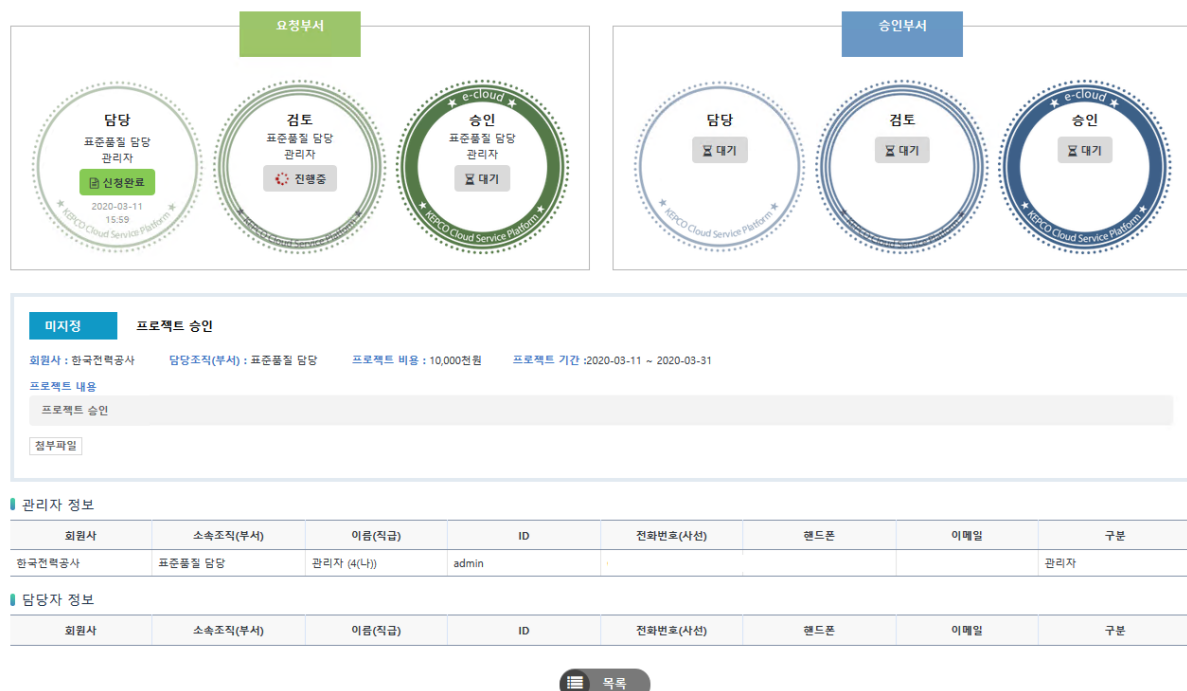 요청부서
담당
표준품질 담당
관리자
신청완료
2020-03-11
15:59
★ KEPCO Cloud Service Platform ★
검토
표준품질 담당
관리자
진행중
★ KEPCO Cloud Service Platform ★
★ e-cloud ★
승인
표준품질 담당
관리자
대기
★ KEPCO Cloud Service Platform ★
승인부서
담당
대기
★ KEPCO Cloud Service Platform ★
검토
대기
★ KEPCO Cloud Service Platform ★
★ e-cloud ★
승인
대기
★ KEPCO Cloud Service Platform ★
미지정 프로젝트 승인
회원사 : 한국전력공사 담당조직(부서) : 표준품질 담당 프로젝트 비용 : 10,000천원 프로젝트 기간 :2020-03-11 ~ 2020-03-31
프로젝트 내용
프로젝트 승인
첨부파일
관리자 정보
회원사 소속조직(부서) 이름(직급) ID 전화번호(사선) 핸드폰 이메일 구분
한국전력공사 표준품질 담당 관리자 (4(나)) admin 관리자
담당자 정보
회원사 소속조직(부서) 이름(직급) ID 전화번호(사선) 핸드폰 이메일 구분
목록